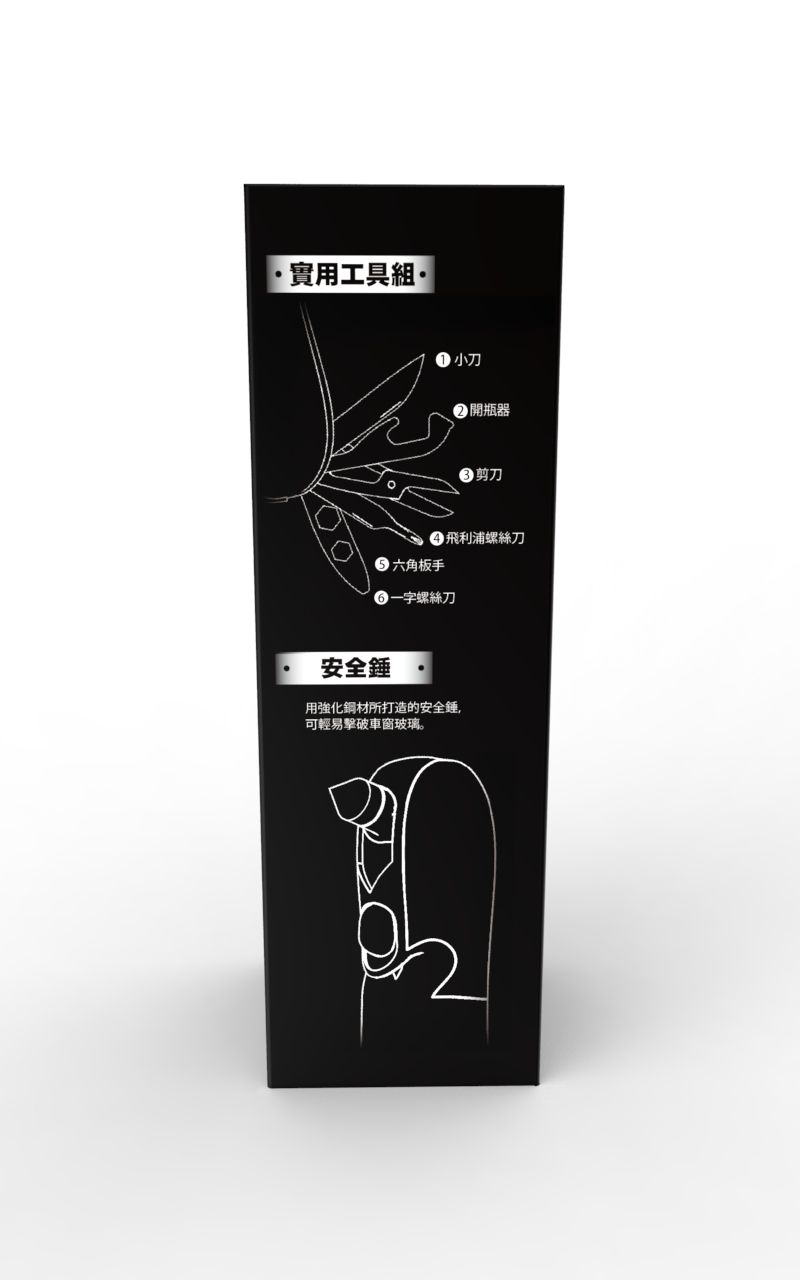 實用工具組
1 小刀
2 開瓶器
3 剪刀
4 飛利浦螺絲刀
5 六角板手
6 一字螺絲刀
安全錘
用強化鋼材所打造的安全錘,
可輕易擊破車窗玻璃。